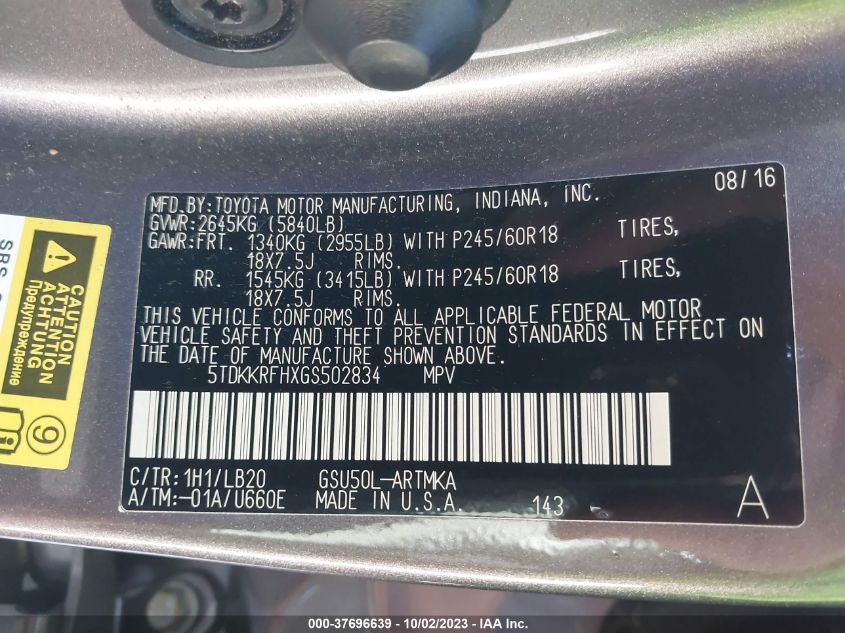 MFD.BY:TOYOTA MOTOR MANUFACTURING, INDIANA, INC. 08/16
GVWR:2645KG (5840LB)
GAWR:FRT. 1340KG (2955LB) WITH P245/60R18 TIRES,
18X7.5J RIMS.
RR. 1545KG (3415LB) WITH P245/60R18 TIRES,
18X7.5J RIMS.
THIS VEHICLE CONFORMS TO ALL APPLICABLE FEDERAL MOTOR
VEHICLE SAFETY AND THEFT PREVENTION STANDARDS IN EFFECT ON
THE DATE OF MANUFACTURE SHOWN ABOVE.
5TDKKRFHXGS502834 MPV
C/TR:1H1/LB20 GSU50L-ARTMKA
A/TM:-01A/U660E MADE IN U.S.A. 143 A
SRS
CAUTION
ATTENTION
ACHTUNG
Предупреждение
9
000-37696639 - 10/02/2023 - IAA, Inc.